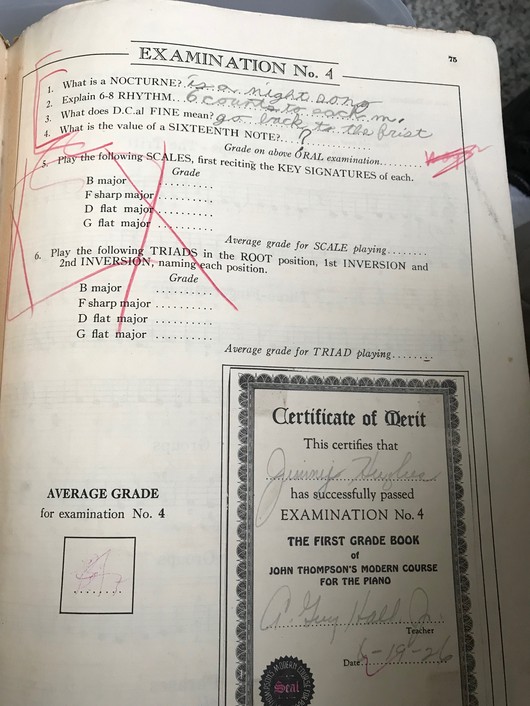 75
EXAMINATION No. 4
1. What is a NOCTURNE? is a night song
2. Explain 6-8 RHYTHM... 6 counts to each m.
3. What does D.C.al FINE mean? go back to the frist
4. What is the value of a SIXTEENTH NOTE?...?..............
Grade on above ORAL examination........
5. Play the following SCALES, first reciting the KEY SIGNATURES of each.
Grade
B major ..........
F sharp major ..........
D flat major ..........
G flat major ..........
Average grade for SCALE playing........
6. Play the following TRIADS in the ROOT position, 1st INVERSION and
2nd INVERSION, naming each position.
Grade
B major ..........
F sharp major ..........
D flat major ..........
G flat major ..........
Average grade for TRIAD playing........
AVERAGE GRADE
for examination No. 4
Certificate of Merit
This certifies that
Jimmie Hughes
has successfully passed
EXAMINATION No. 4
THE FIRST GRADE BOOK
of
JOHN THOMPSON'S MODERN COURSE
FOR THE PIANO
Guy Hall Jr.
Teacher
Date
Seal